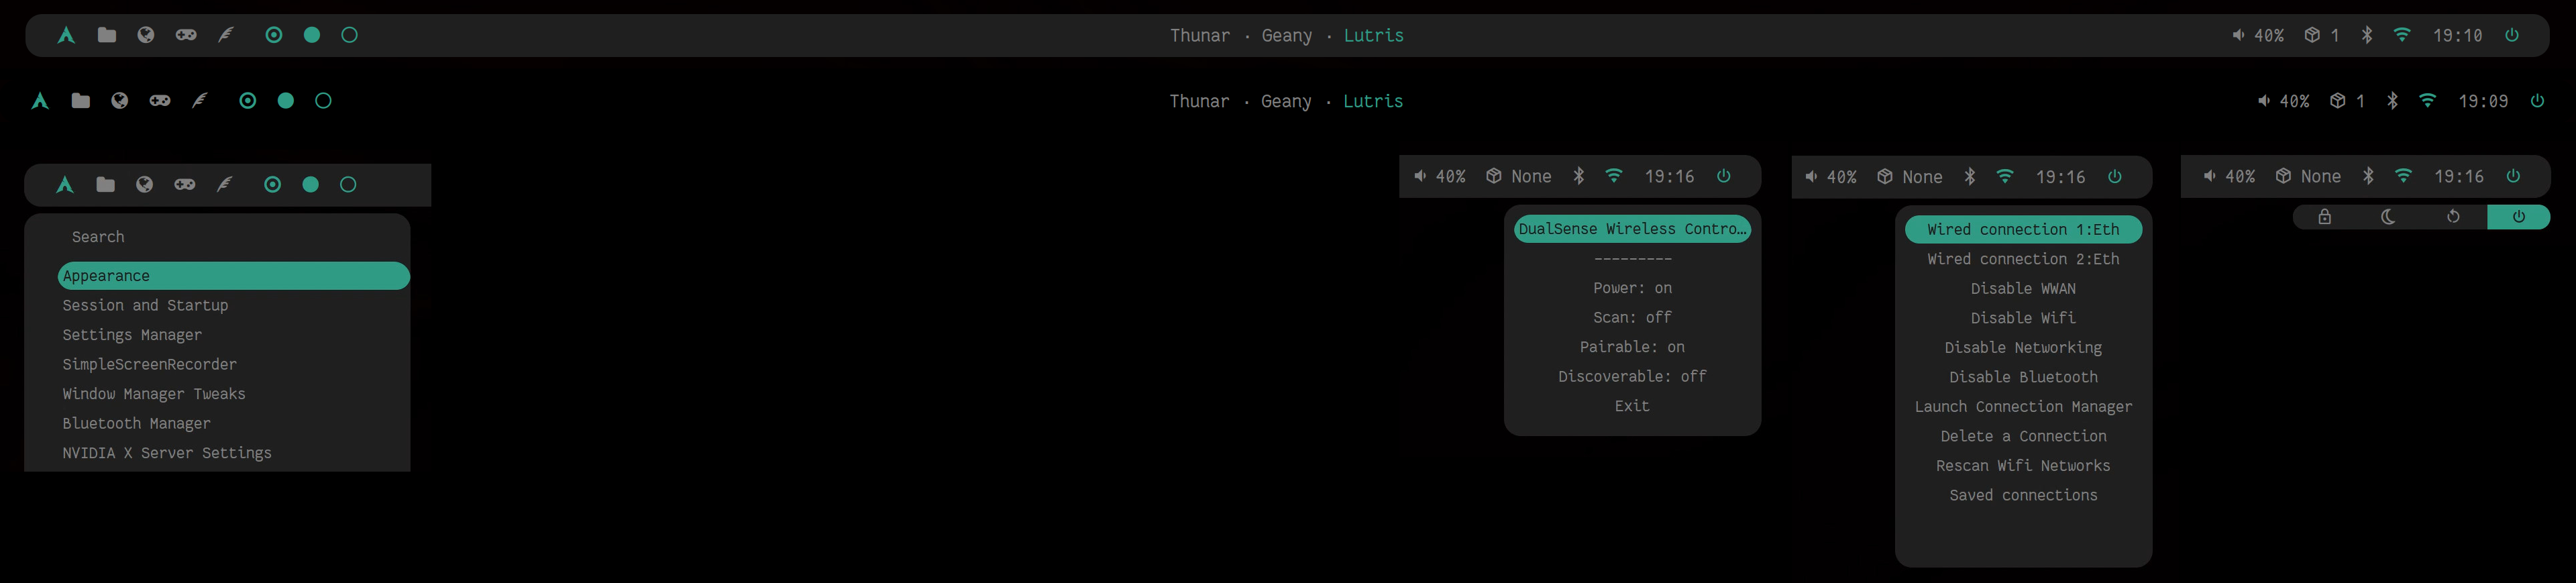 Thunar · Geany · Lutris
40% 1 19:10
Thunar · Geany · Lutris
40% 1 19:09
Search
Appearance
Session and Startup
Settings Manager
SimpleScreenRecorder
Window Manager Tweaks
Bluetooth Manager
NVIDIA X Server Settings
40% None 19:16
DualSense Wireless Contro…
---------
Power: on
Scan: off
Pairable: on
Discoverable: off
Exit
40% None 19:16
Wired connection 1:Eth
Wired connection 2:Eth
Disable WWAN
Disable Wifi
Disable Networking
Disable Bluetooth
Launch Connection Manager
Delete a Connection
Rescan Wifi Networks
Saved connections
40% None 19:16